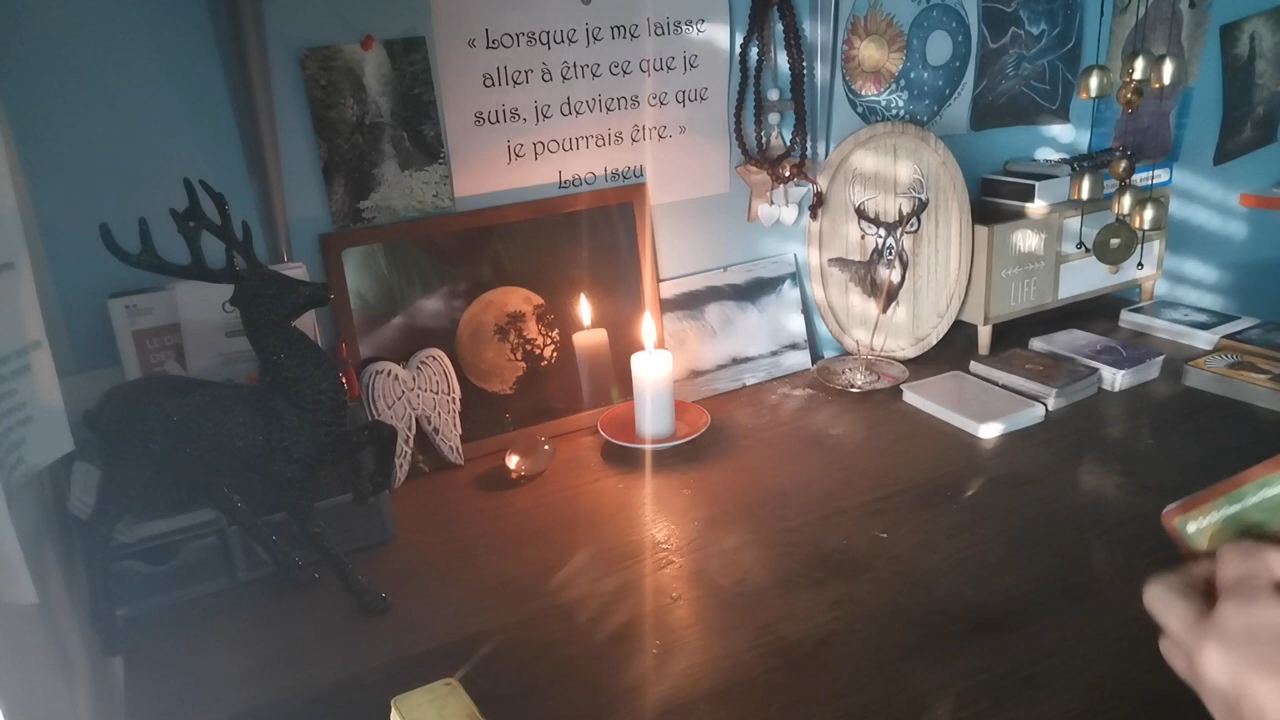 « Lorsque je me laisse
aller à être ce que je
suis, je deviens ce que
je pourrais être. »
Lao tseu
HAPPY
LIFE